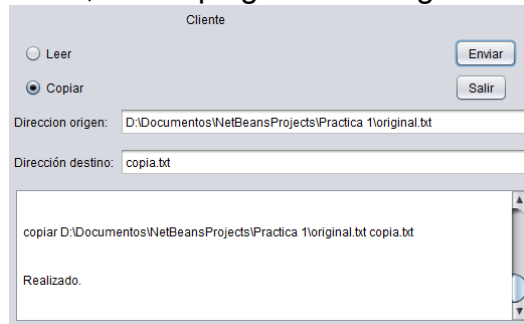 Cliente
Leer
Enviar
Copiar
Salir
Direccion origen: D:\Documentos\NetBeansProjects\Practica 1\original.txt
Dirección destino: copia.txt
copiar D:\Documentos\NetBeansProjects\Practica 1\original.txt copia.txt
Realizado.